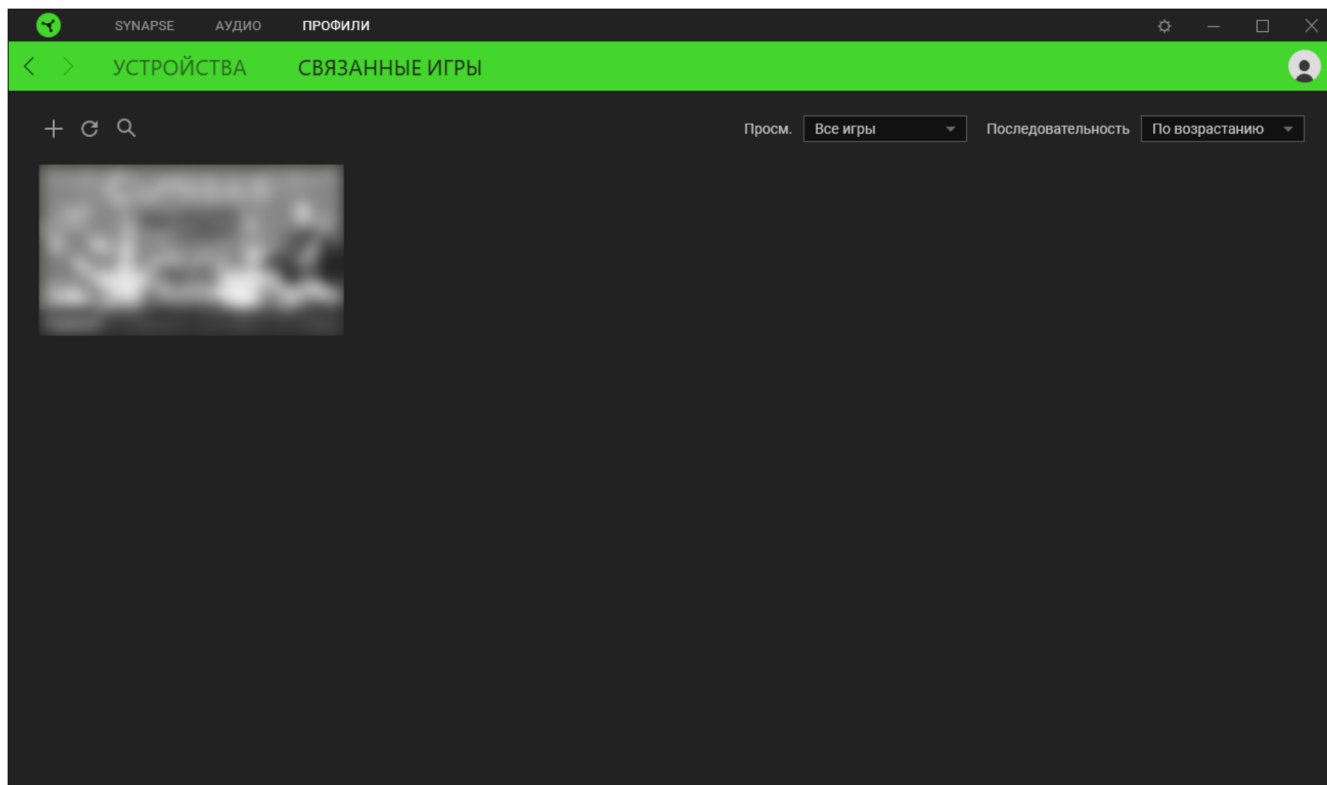 SYNAPSE АУДИО ПРОФИЛИ
УСТРОЙСТВА СВЯЗАННЫЕ ИГРЫ
Просм. Все игры Последовательность По возрастанию